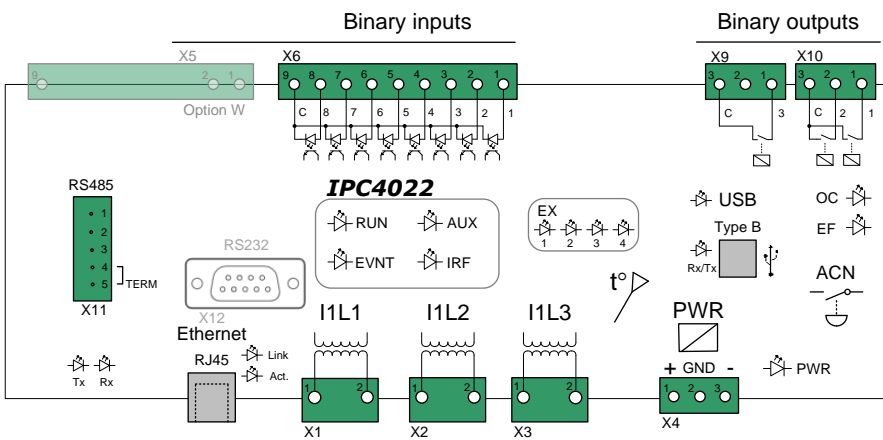 Binary inputs
Binary outputs
X5
X6
X9
X10
9 2 1
9 8 7 6 5 4 3 2 1
3 2 1
3 2 1
Option W
C 8 7 6 5 4 3 2 1
C 3
C 2 1
RS485
1
2
3
4
5
TERM
X11
IPC4022
RUN
AUX
EVNT
IRF
EX
1 2 3 4
USB
Type B
Rx/Tx
OC
EF
ACN
RS232
X12
t°
Ethernet
RJ45
Link
Act.
Tx Rx
I1L1
I1L2
I1L3
1 2
1 2
1 2
X1
X2
X3
PWR
+ GND -
1 2 3
X4
PWR